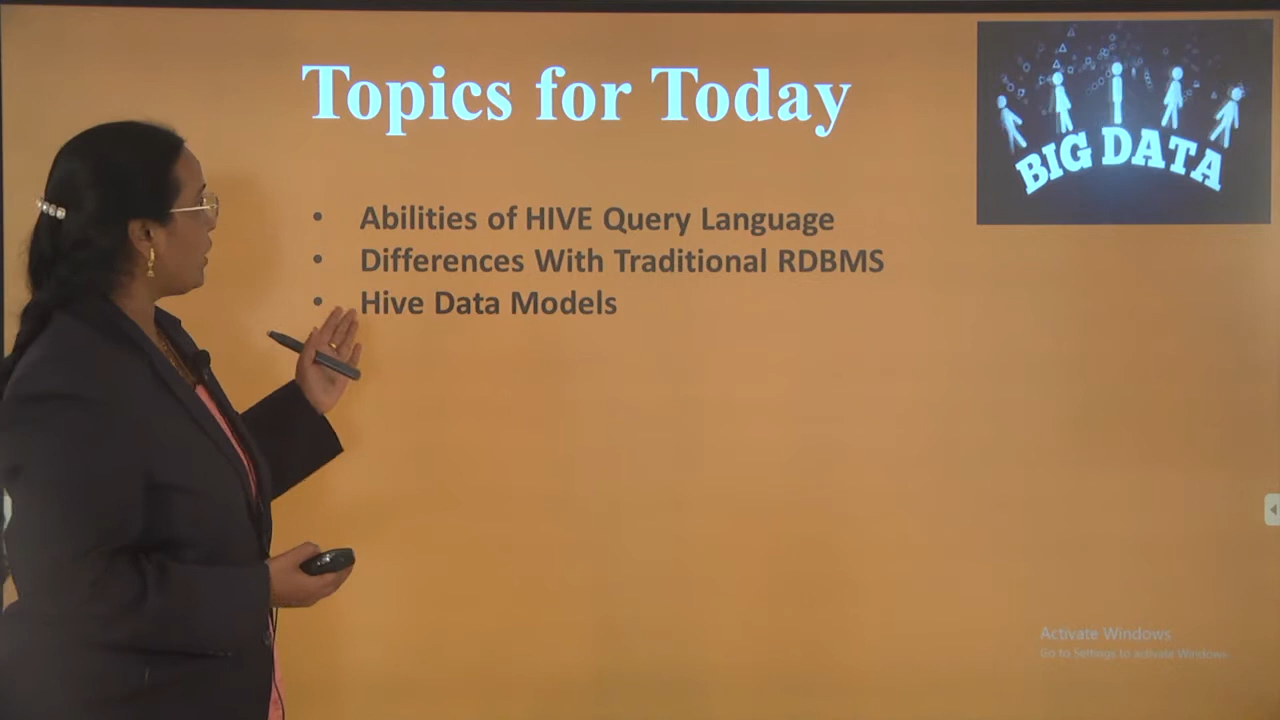 Topics for Today
BIG DATA
• Abilities of HIVE Query Language
• Differences With Traditional RDBMS
• Hive Data Models
Activate Windows
Go to Settings to activate Windows.